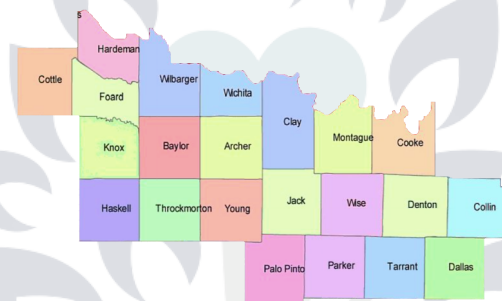 s
Hardeman
Cottle
Wilbarger
Foard
Wichita
Clay
Montague
Cooke
Knox
Baylor
Archer
Haskell
Throckmorton
Young
Jack
Wise
Denton
Collin
Palo Pinto
Parker
Tarrant
Dallas